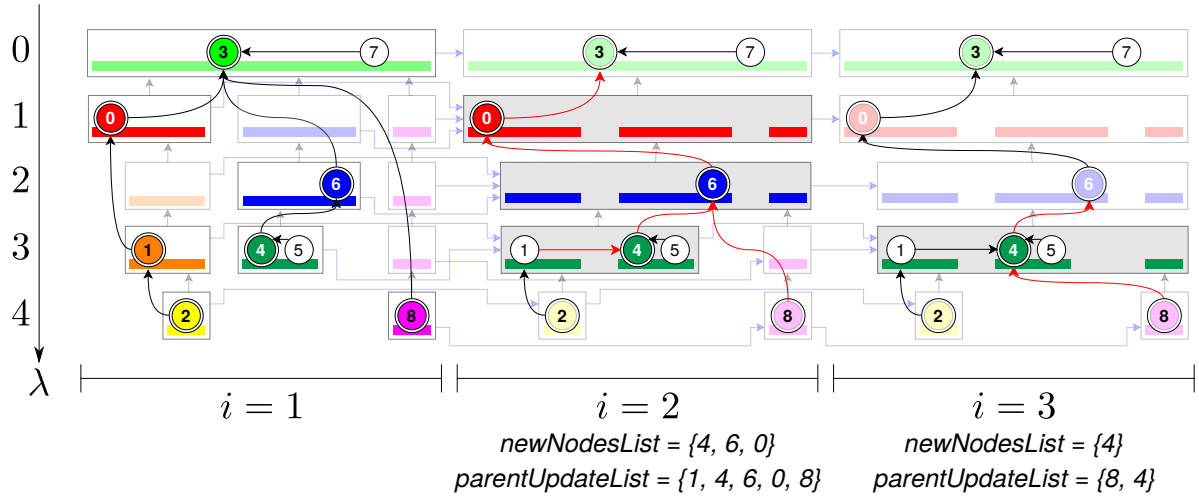 0
3 7 3 7 3 7
1
0 0 0
2
6 6 6
3
1 4 5 1 4 5 1 4 5
4
2 8 2 8 2 8
λ
i = 1 i = 2 i = 3
newNodesList = {4, 6, 0} newNodesList = {4}
parentUpdateList = {1, 4, 6, 0, 8} parentUpdateList = {8, 4}